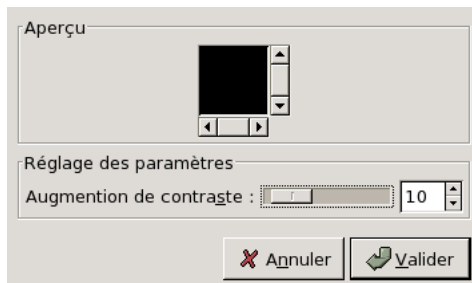 Aperçu
Réglage des paramètres
Augmention de contraste : 10
Annuler Valider